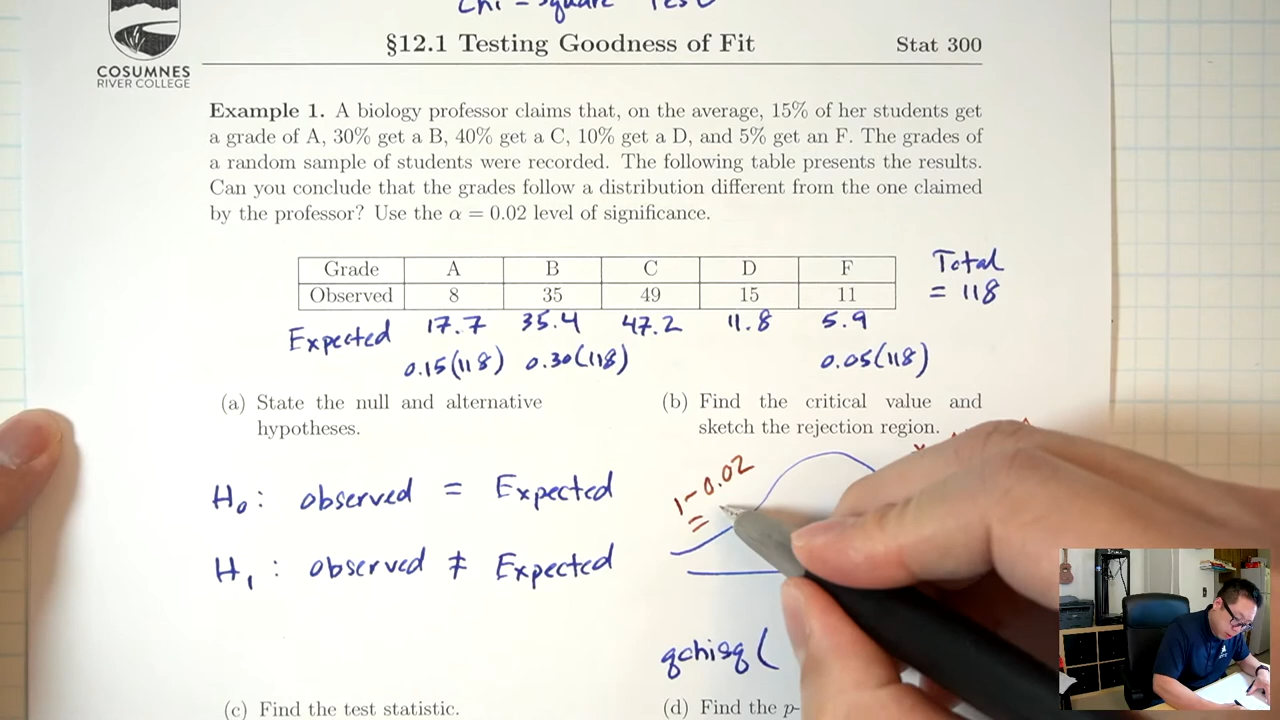 Chi-square Test
§12.1 Testing Goodness of Fit
Stat 300
COSUMNES
RIVER COLLEGE
Example 1. A biology professor claims that, on the average, 15% of her students get
a grade of A, 30% get a B, 40% get a C, 10% get a D, and 5% get an F. The grades of
a random sample of students were recorded. The following table presents the results.
Can you conclude that the grades follow a distribution different from the one claimed
by the professor? Use the α = 0.02 level of significance.
Grade A B C D F
Observed 8 35 49 15 11
Total
= 118
Expected 17.7 35.4 47.2 11.8 5.9
0.15(118) 0.30(118) 0.05(118)
(a) State the null and alternative
hypotheses.
H₀: observed = Expected
H₁: observed ≠ Expected
(b) Find the critical value and
sketch the rejection region.
1-0.02
=
qchisq(
(c) Find the test statistic.
(d) Find the p-